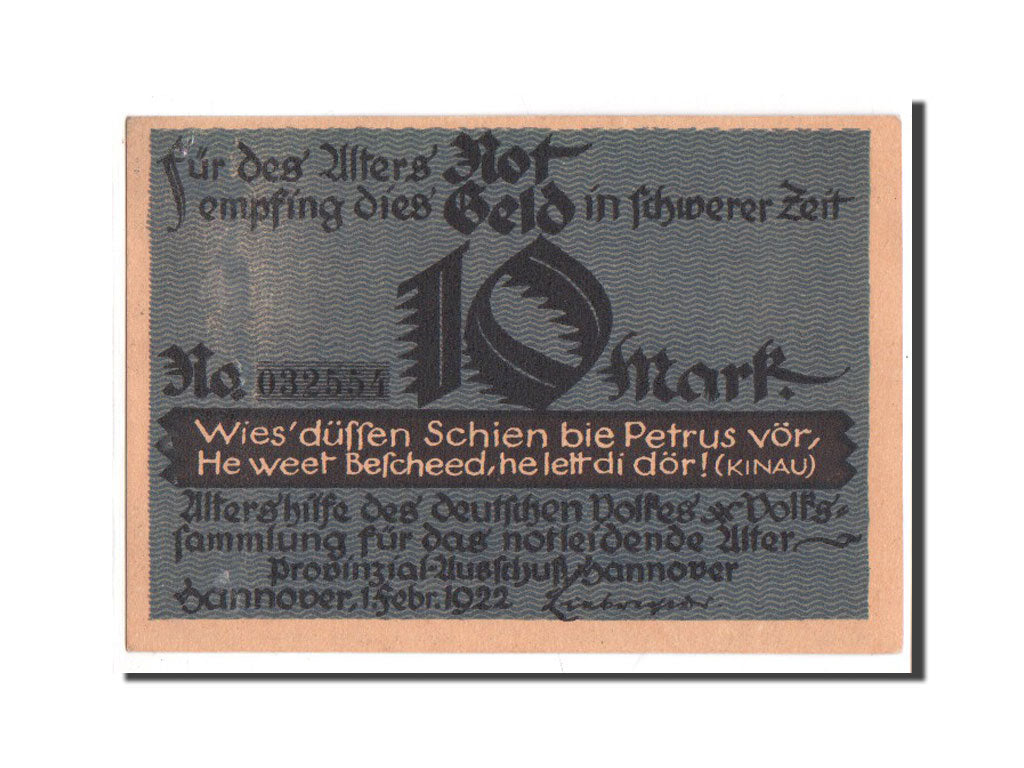 für des Alters Not
empfing dies Geld in schwerer Zeit
10
No. 032554 Mark.
Wies' düſſen Schien bie Petrus vör,
He weet Beſcheed, he lett di dör! (KINAU)
Altershilfe des deutſchen Volkes Volks-
ſammlung für das notleidende Alter
Provinzial-Ausſchuß Hannover
Hannover, 1 Febr. 1922